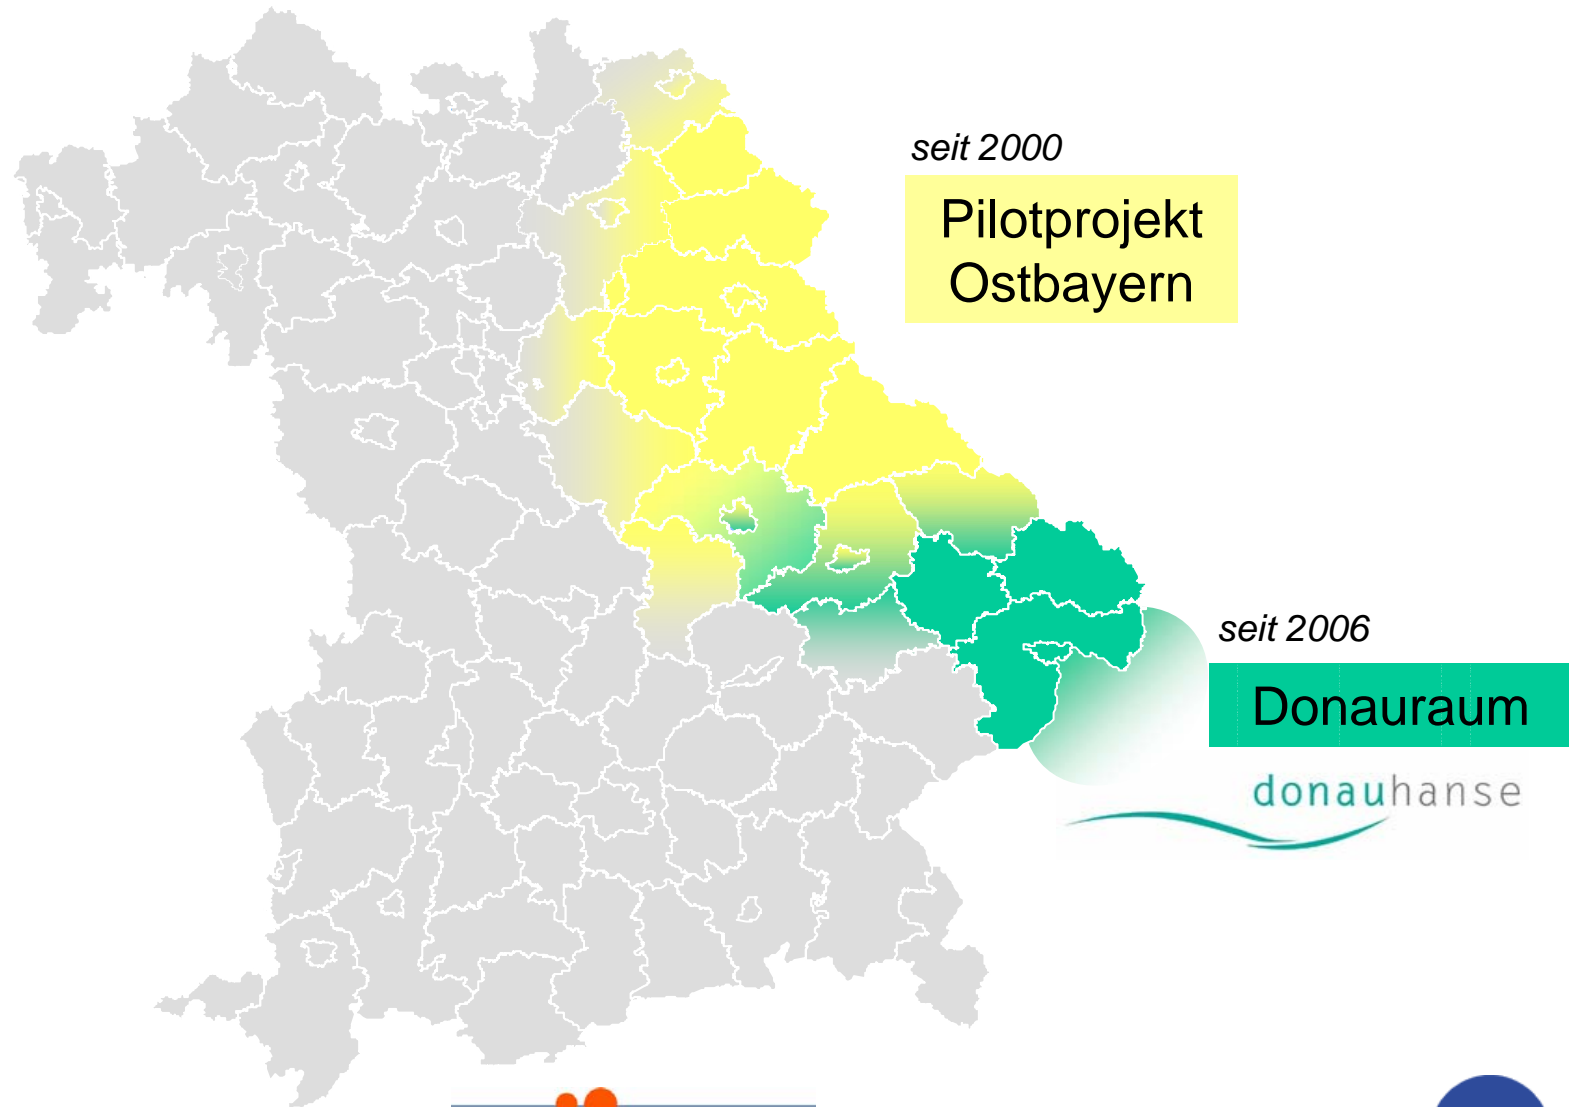 seit 2000
Pilotprojekt
Ostbayern
seit 2006
Donauraum
donauhanse